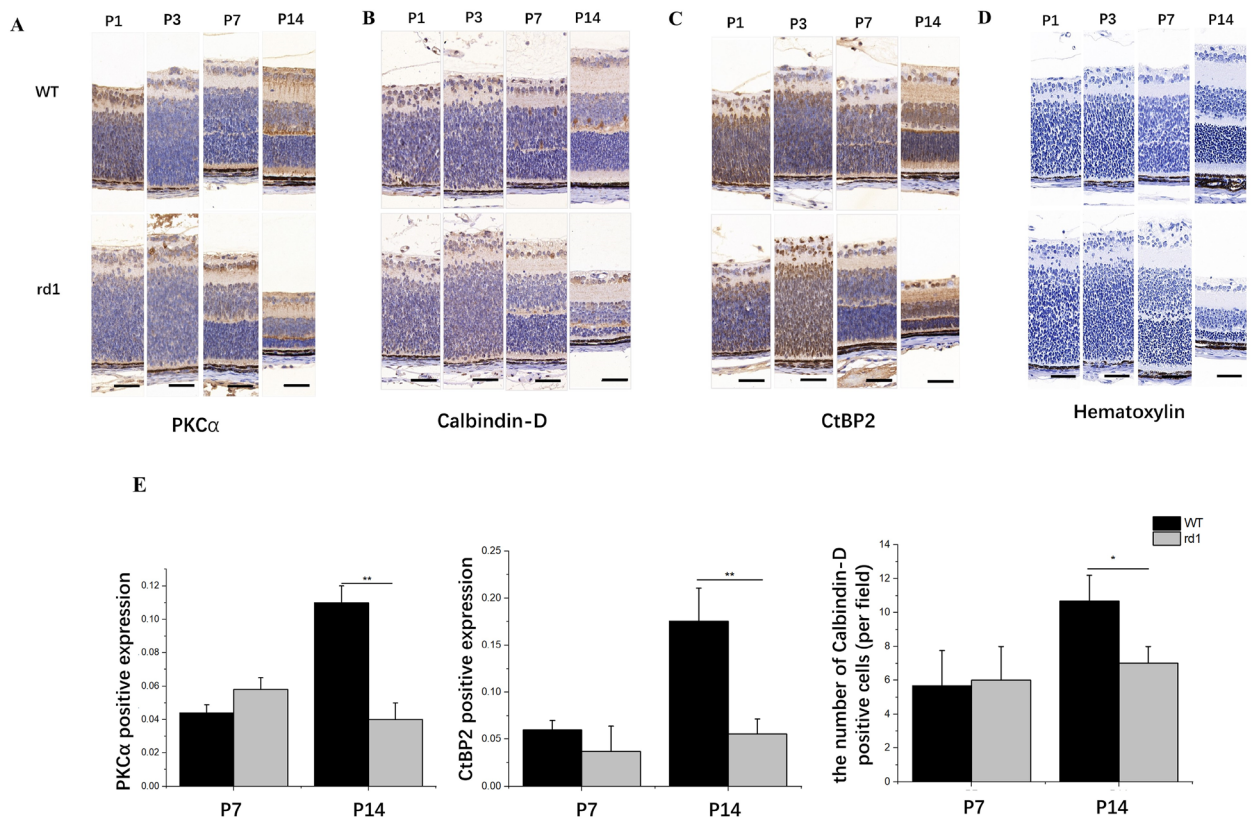 A
P1 P3 P7 P14
B
P1 P3 P7 P14
C
P1 P3 P7 P14
D
P1 P3 P7 P14
WT
rd1
PKCα
Calbindin-D
CtBP2
Hematoxylin
E
PKCα positive expression
0.12
0.10
0.08
0.06
0.04
0.02
0.00
**
P7 P14
CtBP2 positive expression
0.25
0.20
0.15
0.10
0.05
0.00
**
P7 P14
the number of Calbindin-D
positive cells (per field)
14
12
10
8
6
4
2
0
*
WT
rd1
P7 P14